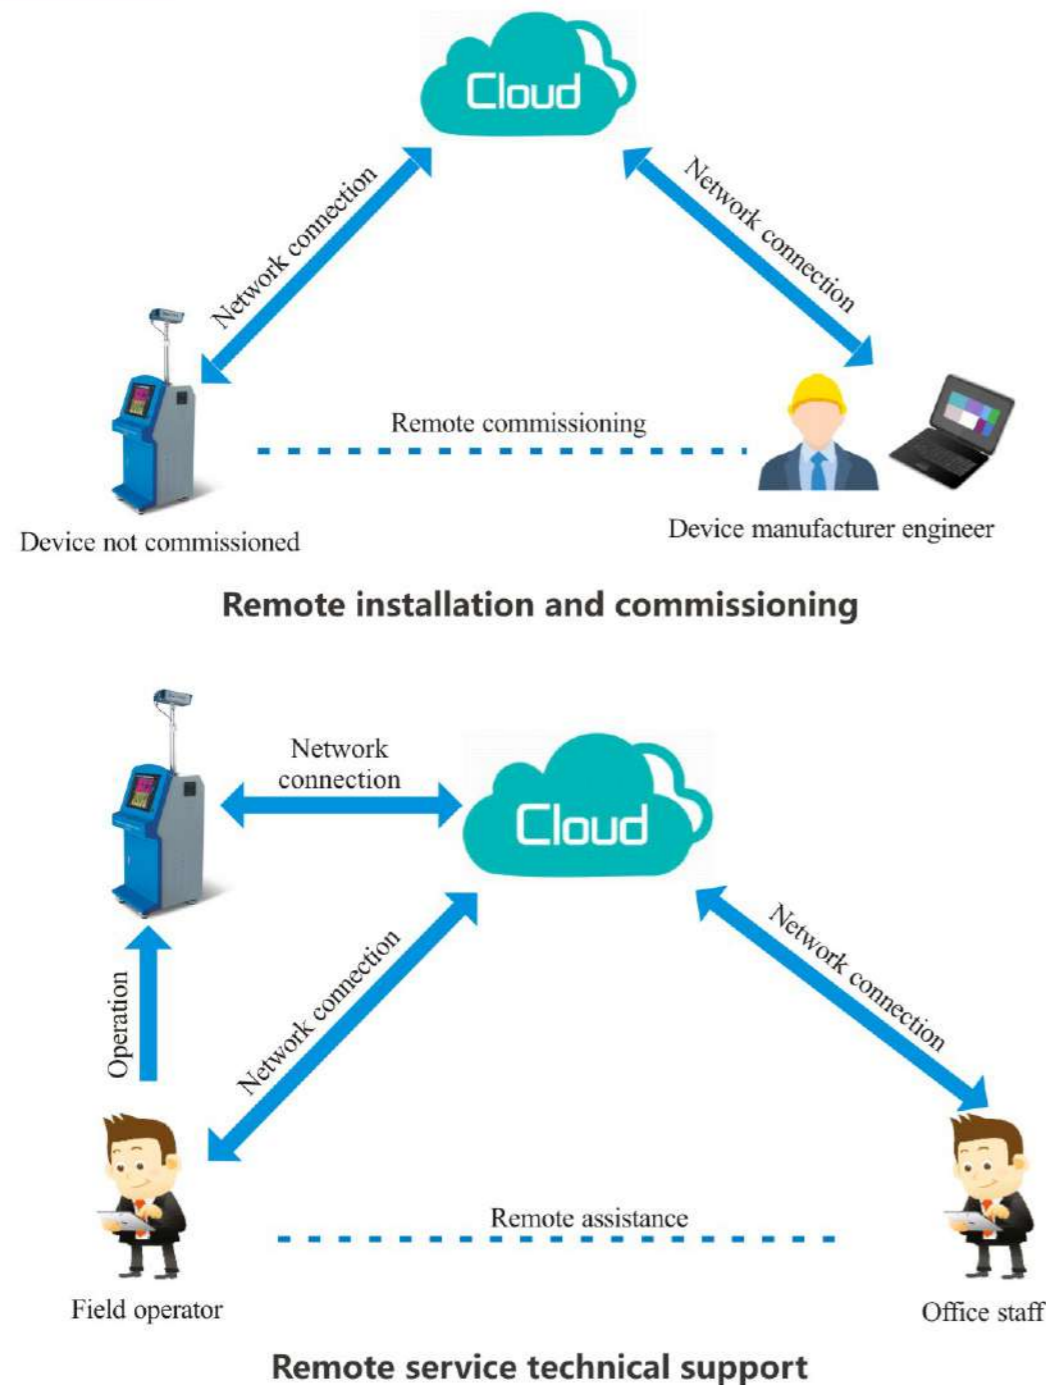 Cloud
Network connection
Network connection
Remote commissioning
Device not commissioned
Device manufacturer engineer
Remote installation and commissioning
Network
connection
Cloud
Operation
Network connection
Network connection
Remote assistance
Field operator
Office staff
Remote service technical support